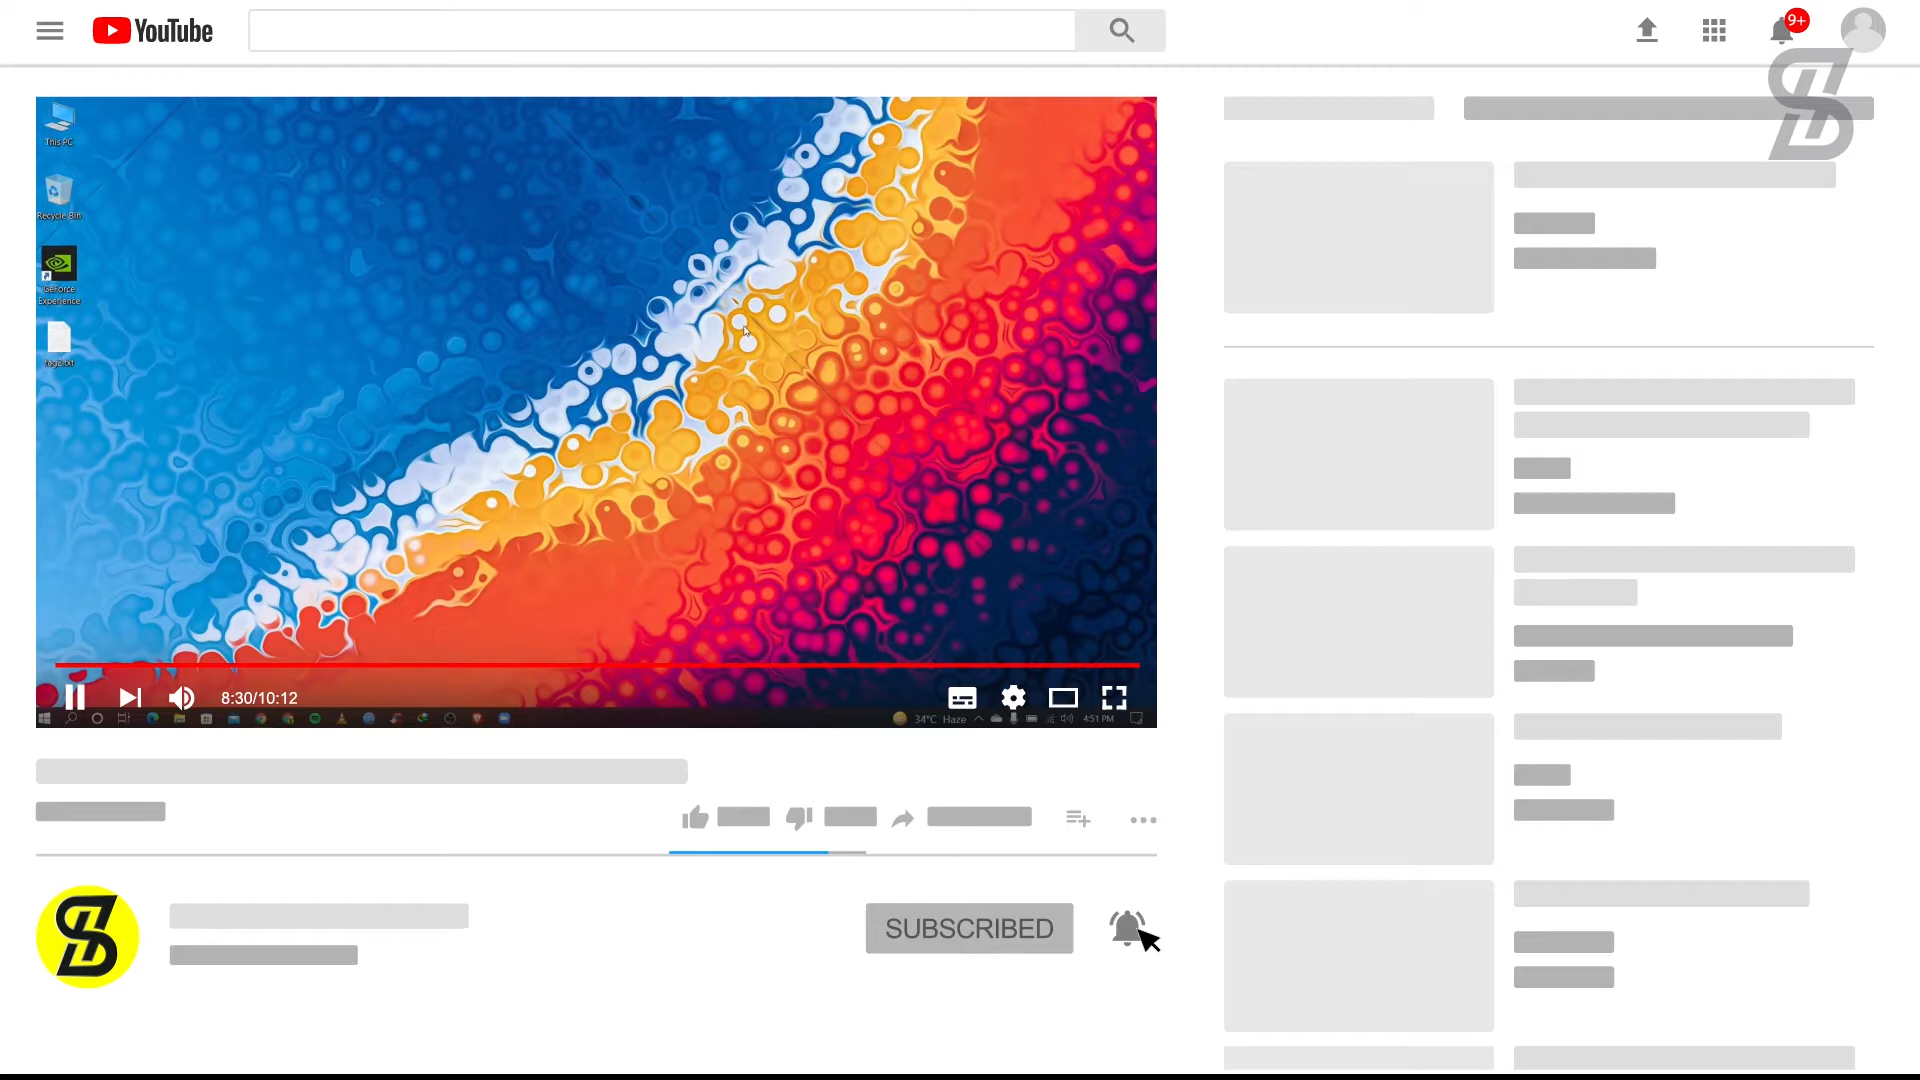 YouTube
9+
This PC
Recycle Bin
GeForce
Experience
8:30/10:12
34°C Haze
4:51 PM
SUBSCRIBED